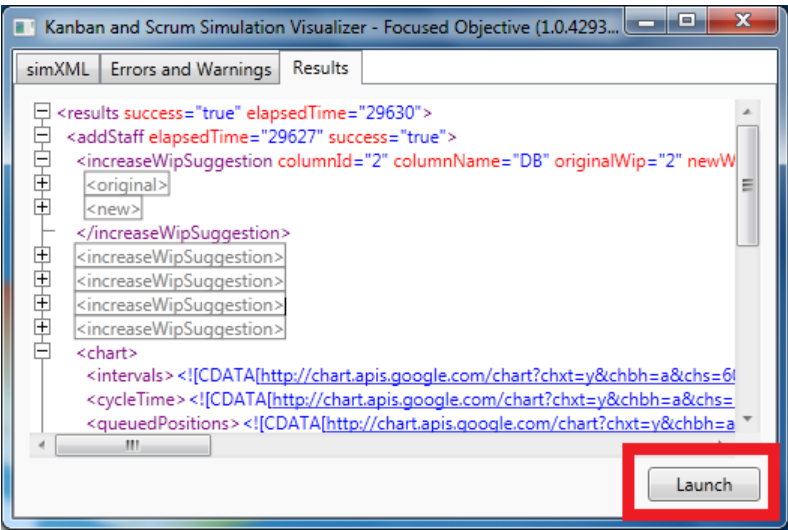 Kanban and Scrum Simulation Visualizer - Focused Objective (1.0.4293...
simXML Errors and Warnings Results
<results success="true" elapsedTime="29630">
<addStaff elapsedTime="29627" success="true">
<increaseWipSuggestion columnId="2" columnName="DB" originalWip="2" newW
<original>
<new>
</increaseWipSuggestion>
<increaseWipSuggestion>
<increaseWipSuggestion>
<increaseWipSuggestion>
<increaseWipSuggestion>
<chart>
<intervals><![CDATA[http://chart.apis.google.com/chart?chxt=y&chbh=a&chs=60
<cycleTime><![CDATA[http://chart.apis.google.com/chart?chxt=y&chbh=a&chs=
<queuedPositions><![CDATA[http://chart.apis.google.com/chart?chxt=y&chbh=a
Launch